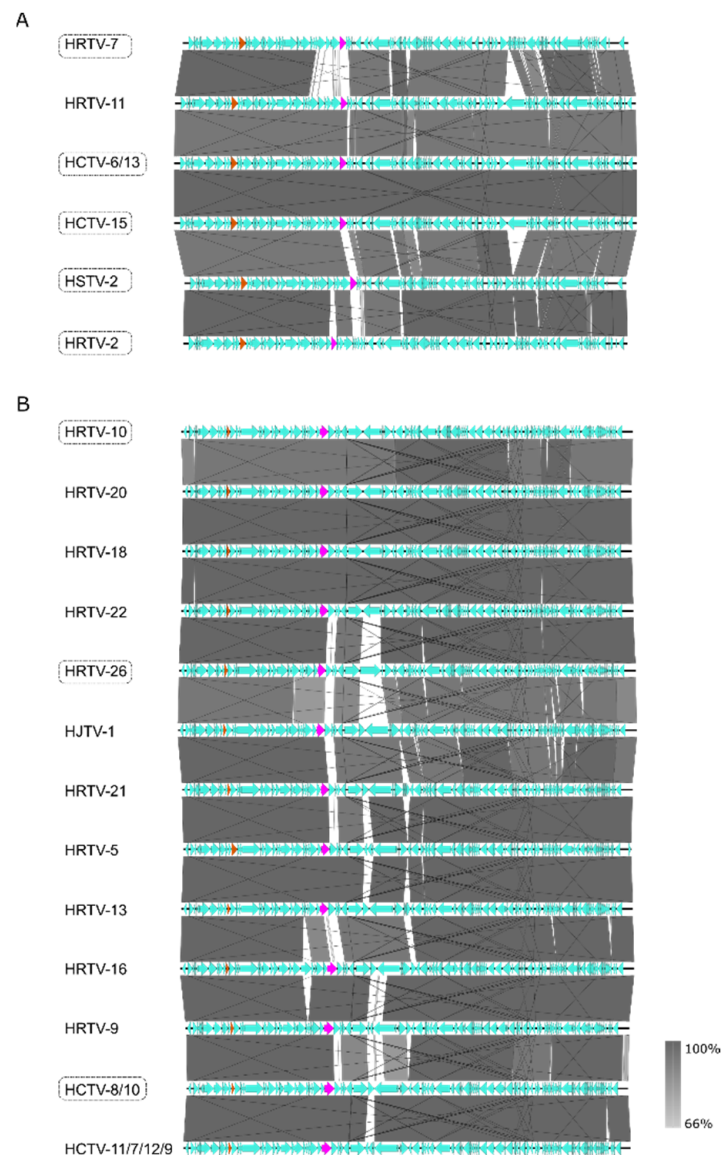 A
HRTV-7
HRTV-11
HCTV-6/13
HCTV-15
HSTV-2
HRTV-2
B
HRTV-10
HRTV-20
HRTV-18
HRTV-22
HRTV-26
HJTV-1
HRTV-21
HRTV-5
HRTV-13
HRTV-16
HRTV-9
HCTV-8/10
HCTV-11/7/12/9
100%
66%